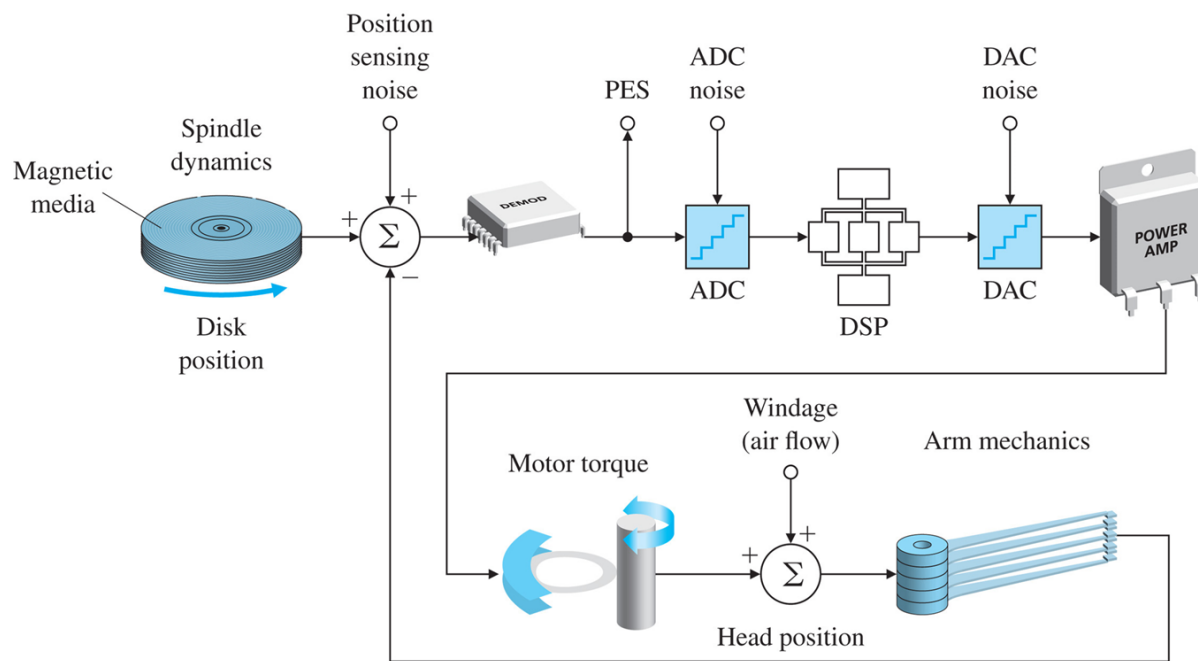 Position
sensing
noise
PES
ADC
noise
DAC
noise
Spindle
dynamics
Magnetic
media
+
+
Σ
−
DEMOD
ADC
DSP
DAC
POWER
AMP
Disk
position
Windage
(air flow)
Motor torque
Arm mechanics
+
+
Σ
Head position